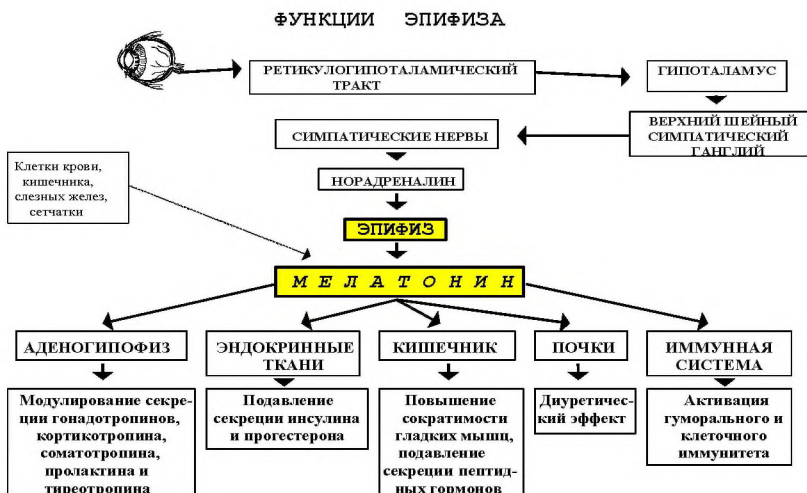 ФУНКЦИИ ЭПИФИЗА
РЕТИКУЛОГИПОТАЛАМИЧЕСКИЙ
ТРАКТ
ГИПОТАЛАМУС
ВЕРХНИЙ ШЕЙНЫЙ
СИМПАТИЧЕСКИЙ
ГАНГЛИЙ
СИМПАТИЧЕСКИЕ НЕРВЫ
Клетки крови,
кишечника,
слезных желез,
сетчатки
НОРАДРЕНАЛИН
ЭПИФИЗ
МЕЛАТОНИН
АДЕНОГИПОФИЗ
Модулирование секре-
ции гонадотропинов,
кортикотропина,
соматотропина,
пролактина и
тиреотропина
ЭНДОКРИННЫЕ
ТКАНИ
Подавление
секреции инсулина
и прогестерона
КИШЕЧНИК
Повышение
сократимости
гладких мышц,
подавление
секреции пептид-
ных гормонов
ПОЧКИ
Диуретичес-
кий эффект
ИММУННАЯ
СИСТЕМА
Активация
гуморального и
клеточного
иммунитета